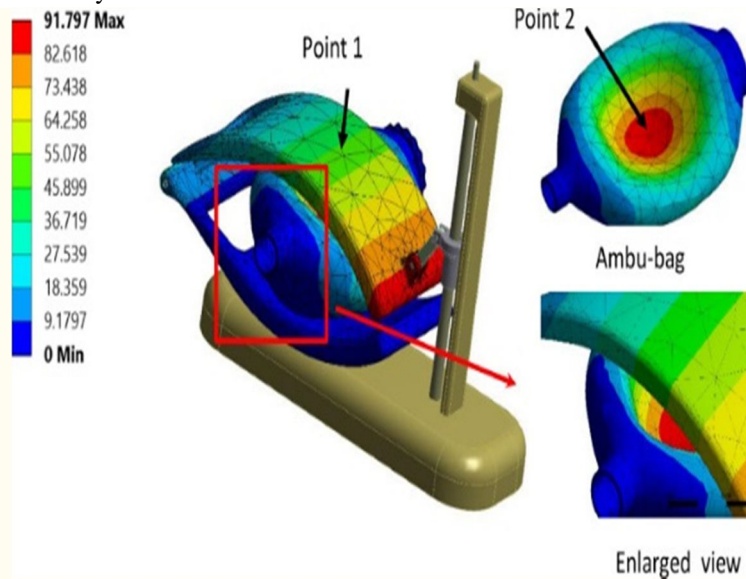 91.797 Max
82.618
73.438
64.258
55.078
45.899
36.719
27.539
18.359
9.1797
0 Min
Point 1
Point 2
Ambu-bag
Enlarged view